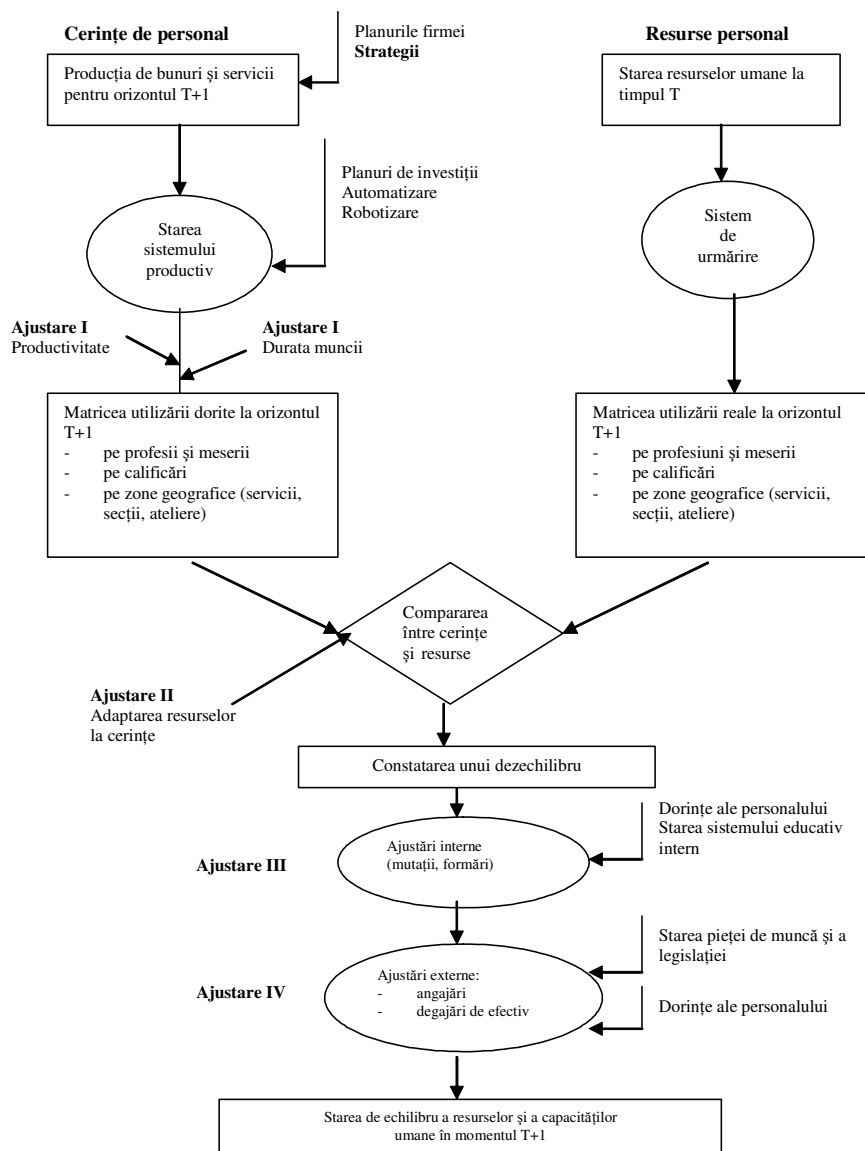 Cerințe de personal
Planurile firmei
Strategii
Producția de bunuri și servicii
pentru orizontul T+1
Planuri de investiții
Automatizare
Robotizare
Starea
sistemului
productiv
Ajustare I
Productivitate
Ajustare I
Durata muncii
Matricea utilizării dorite la orizontul
T+1
- pe profesii și meserii
- pe calificări
- pe zone geografice (servicii,
secții, ateliere)
Resurse personal
Starea resurselor umane la
timpul T
Sistem
de
urmărire
Matricea utilizării reale la orizontul
T+1
- pe profesiuni și meserii
- pe calificări
- pe zone geografice (servicii,
secții, ateliere)
Compararea
între cerințe
și resurse
Ajustare II
Adaptarea resurselor
la cerințe
Constatarea unui dezechilibru
Dorințe ale personalului
Starea sistemului educativ
intern
Ajustări interne
(mutații, formări)
Ajustare III
Starea pieței de muncă și a
legislației
Ajustări externe:
- angajări
- degajări de efectiv
Ajustare IV
Dorințe ale personalului
Starea de echilibru a resurselor și a capacităților
umane în momentul T+1